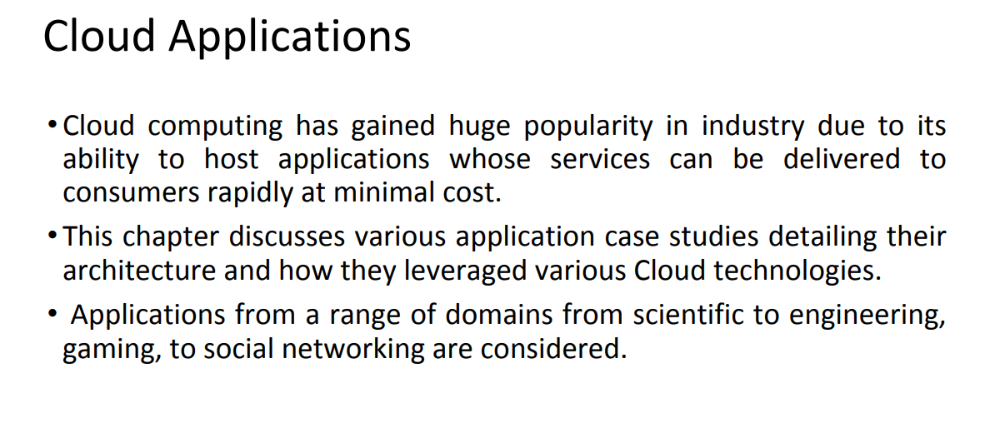 Cloud Applications
• Cloud computing has gained huge popularity in industry due to its
ability to host applications whose services can be delivered to
consumers rapidly at minimal cost.
• This chapter discusses various application case studies detailing their
architecture and how they leveraged various Cloud technologies.
• Applications from a range of domains from scientific to engineering,
gaming, to social networking are considered.